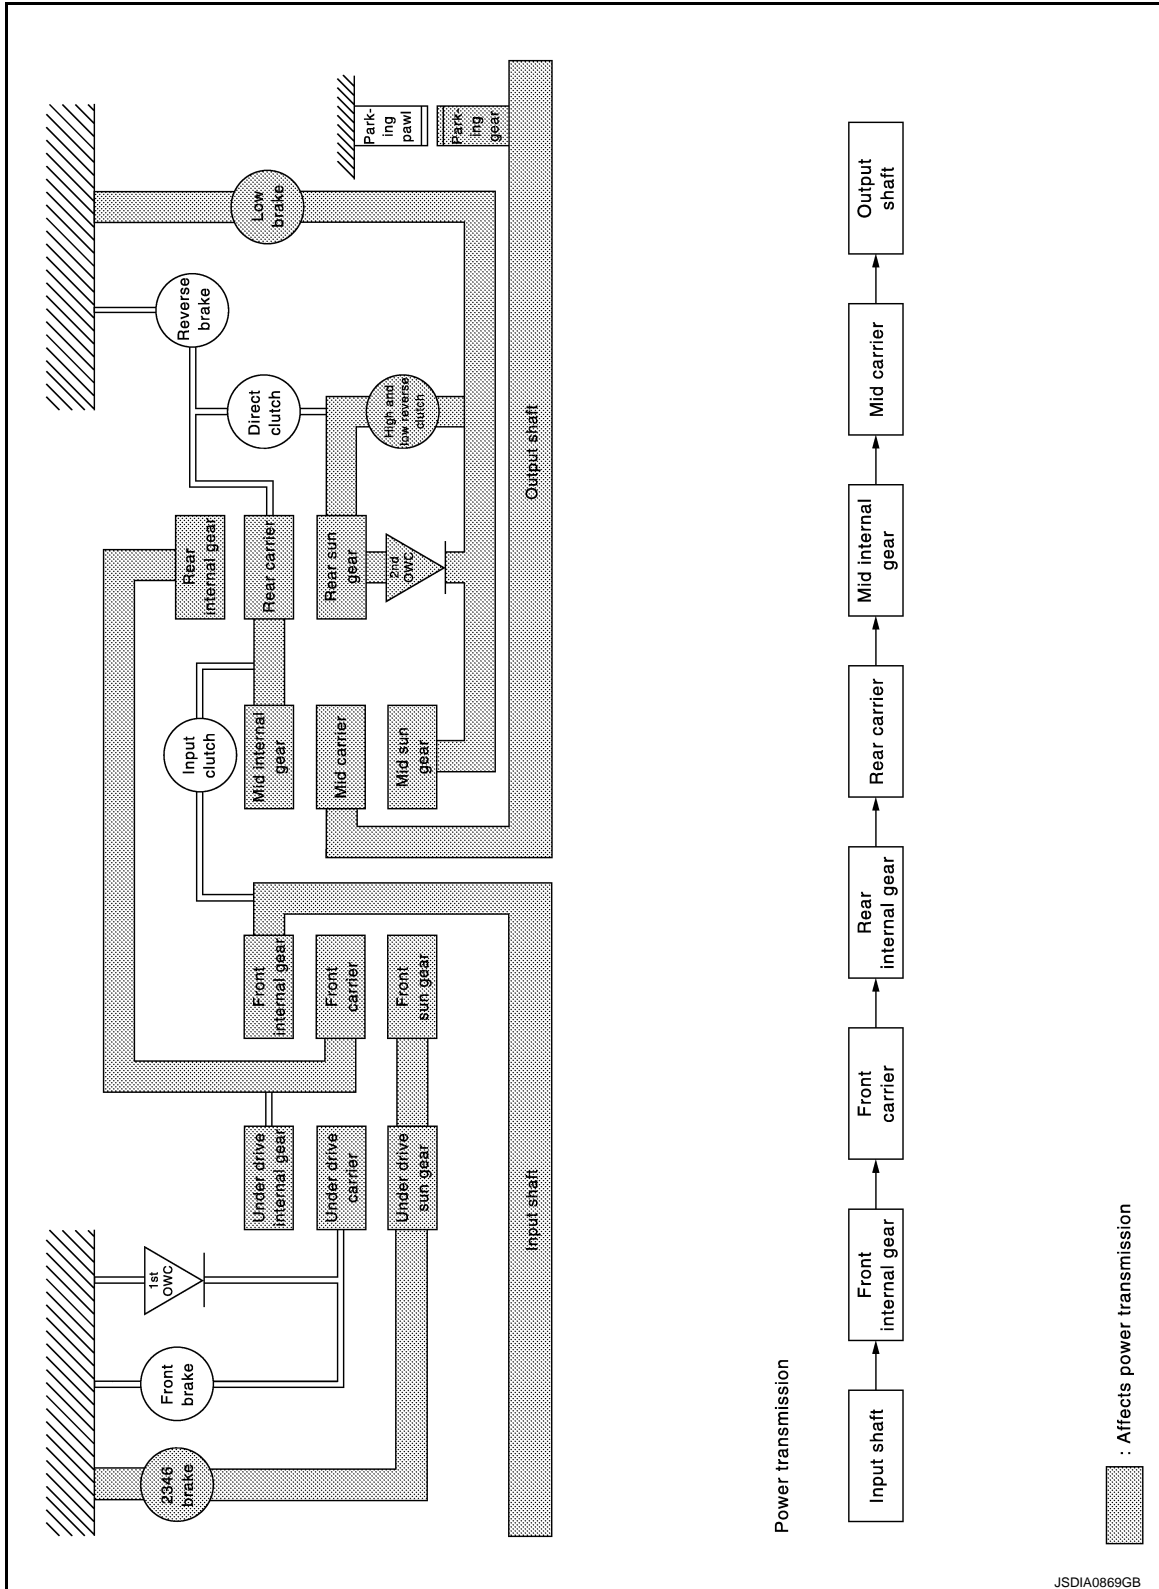 2346
brake
Front
brake
1st
OWC
Under drive
internal gear
Under drive
carrier
Under drive
sun gear
Input shaft
Front
internal gear
Front
carrier
Front
sun gear
Input
clutch
Mid internal
gear
Mid carrier
Mid sun
gear
Rear
internal gear
Rear carrier
Rear sun
gear
2nd
OWC
Direct
clutch
High and
low reverse
clutch
Reverse
brake
Low
brake
Output shaft
Park-
ing
pawl
Park-
ing
gear
Power transmission
Input shaft
Front
internal gear
Front
carrier
Rear
internal gear
Rear carrier
Mid internal
gear
Mid carrier
Output
shaft
: Affects power transmission
JSDIA0869GB